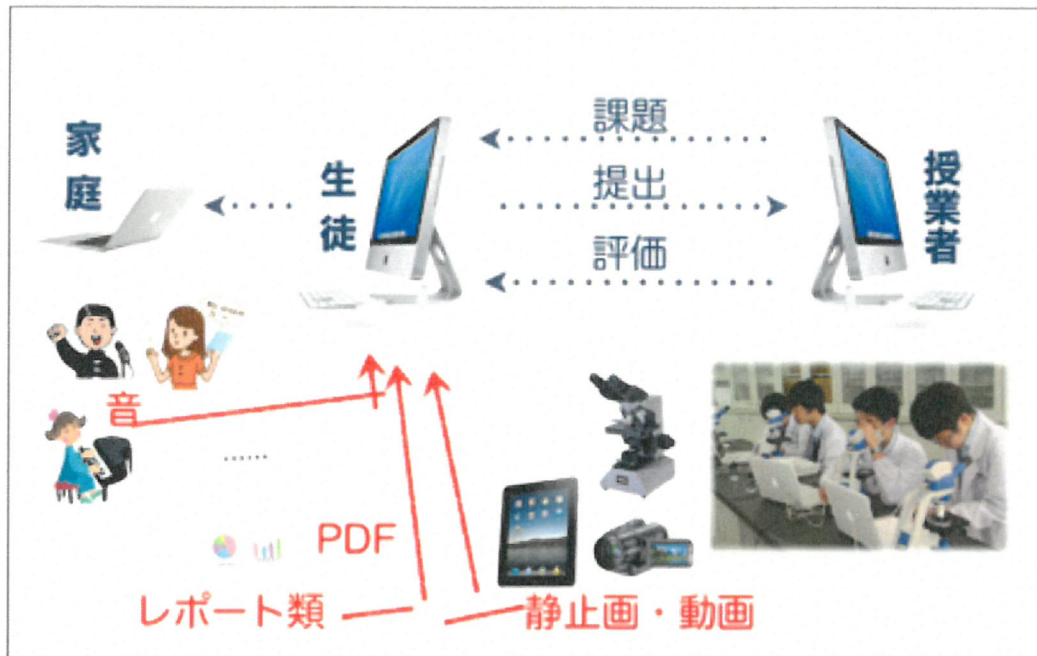 家庭
生徒
課題
提出
評価
授業者
音
......
PDF
レポート類
静止画・動画